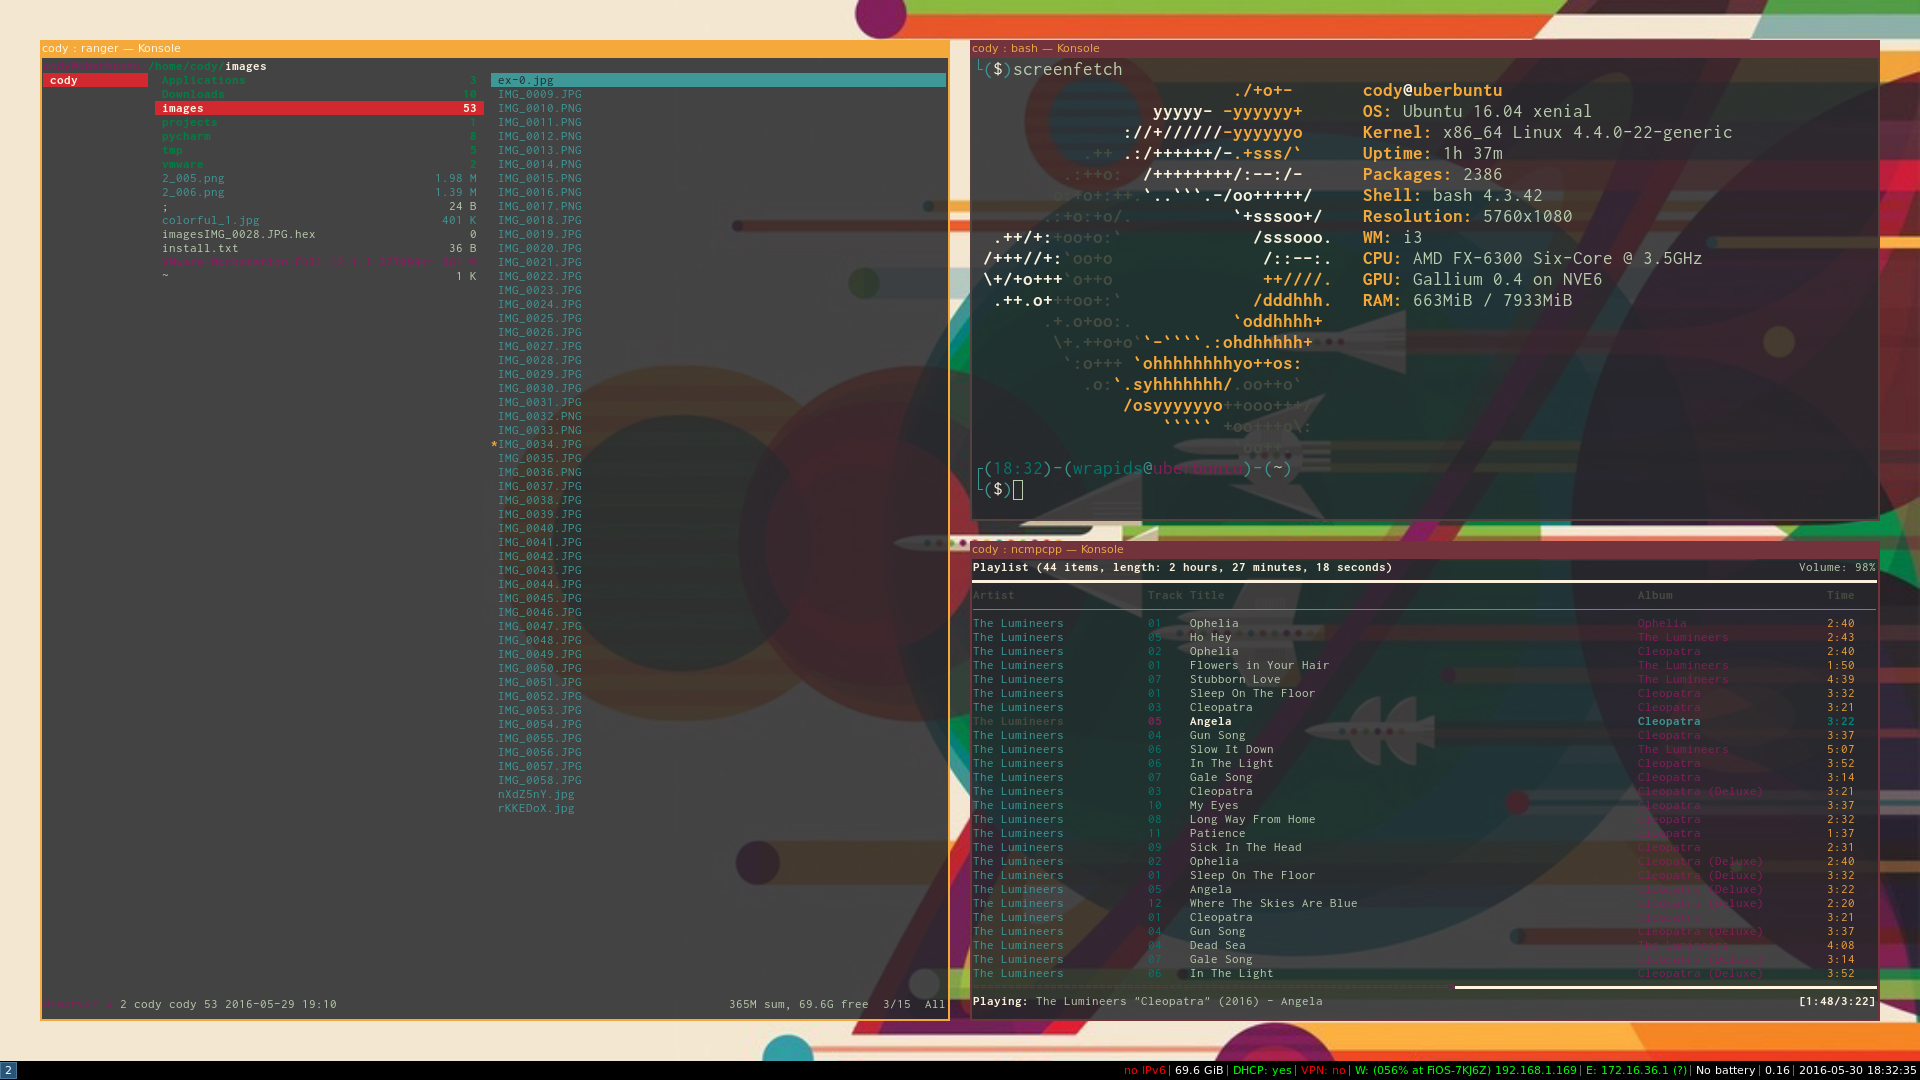 cody : ranger — Konsole
/home/cody/images
cody
Applications 3
Downloads 10
images 53
projects 1
pycharm 8
tmp 5
vmware 2
2_005.png 1.98 M
2_006.png 1.39 M
; 24 B
colorful_1.jpg 401 K
imagesIMG_0028.JPG.hex 0
install.txt 36 B
~ 1 K
ex-0.jpg
IMG_0009.JPG
IMG_0010.PNG
IMG_0011.PNG
IMG_0012.PNG
IMG_0013.PNG
IMG_0014.PNG
IMG_0015.PNG
IMG_0016.PNG
IMG_0017.PNG
IMG_0018.JPG
IMG_0019.JPG
IMG_0020.JPG
IMG_0021.JPG
IMG_0022.JPG
IMG_0023.JPG
IMG_0024.JPG
IMG_0025.JPG
IMG_0026.JPG
IMG_0027.JPG
IMG_0028.JPG
IMG_0029.JPG
IMG_0030.JPG
IMG_0031.JPG
IMG_0032.PNG
IMG_0033.PNG
*IMG_0034.JPG
IMG_0035.JPG
IMG_0036.PNG
IMG_0037.JPG
IMG_0038.JPG
IMG_0039.JPG
IMG_0040.JPG
IMG_0041.JPG
IMG_0042.JPG
IMG_0043.JPG
IMG_0044.JPG
IMG_0045.JPG
IMG_0046.JPG
IMG_0047.JPG
IMG_0048.JPG
IMG_0049.JPG
IMG_0050.JPG
IMG_0051.JPG
IMG_0052.JPG
IMG_0053.JPG
IMG_0054.JPG
IMG_0055.JPG
IMG_0056.JPG
IMG_0057.JPG
IMG_0058.JPG
nXdZ5nY.jpg
rKKEDoX.jpg
2 cody cody 53 2016-05-29 19:10
365M sum, 69.6G free 3/15 All
cody : bash — Konsole
└($)screenfetch
cody@uberbuntu
OS: Ubuntu 16.04 xenial
Kernel: x86_64 Linux 4.4.0-22-generic
Uptime: 1h 37m
Packages: 2386
Shell: bash 4.3.42
Resolution: 5760x1080
WM: i3
CPU: AMD FX-6300 Six-Core @ 3.5GHz
GPU: Gallium 0.4 on NVE6
RAM: 663MiB / 7933MiB
┌(18:32)-(wrapids@uberbuntu)-(~)
└($)
cody : ncmpcpp — Konsole
Playlist (44 items, length: 2 hours, 27 minutes, 18 seconds) Volume: 98%
Artist Track Title Album Time
The Lumineers 01 Ophelia Ophelia 2:40
The Lumineers 05 Ho Hey The Lumineers 2:43
The Lumineers 02 Ophelia Cleopatra 2:40
The Lumineers 01 Flowers in Your Hair The Lumineers 1:50
The Lumineers 07 Stubborn Love The Lumineers 4:39
The Lumineers 01 Sleep On The Floor Cleopatra 3:32
The Lumineers 03 Cleopatra Cleopatra 3:21
The Lumineers 05 Angela Cleopatra 3:22
The Lumineers 04 Gun Song Cleopatra 3:37
The Lumineers 06 Slow It Down The Lumineers 5:07
The Lumineers 06 In The Light Cleopatra 3:52
The Lumineers 07 Gale Song Cleopatra 3:14
The Lumineers 03 Cleopatra Cleopatra (Deluxe) 3:21
The Lumineers 10 My Eyes Cleopatra 3:37
The Lumineers 08 Long Way From Home Cleopatra 2:32
The Lumineers 11 Patience Cleopatra 1:37
The Lumineers 09 Sick In The Head Cleopatra 2:31
The Lumineers 02 Ophelia Cleopatra (Deluxe) 2:40
The Lumineers 01 Sleep On The Floor Cleopatra (Deluxe) 3:32
The Lumineers 05 Angela Cleopatra (Deluxe) 3:22
The Lumineers 12 Where The Skies Are Blue Cleopatra (Deluxe) 2:20
The Lumineers 01 Cleopatra 3:21
The Lumineers 04 Gun Song Cleopatra (Deluxe) 3:37
The Lumineers 04 Dead Sea The Lumineers 4:08
The Lumineers 07 Gale Song Cleopatra (Deluxe) 3:14
The Lumineers 06 In The Light Cleopatra (Deluxe) 3:52
Playing: The Lumineers "Cleopatra" (2016) - Angela [1:48/3:22]
2 no IPv6| 69.6 GiB| DHCP: yes| VPN: no| W: (056% at FiOS-7KJ6Z) 192.168.1.169| E: 172.16.36.1 (?)| No battery| 0.16| 2016-05-30 18:32:35